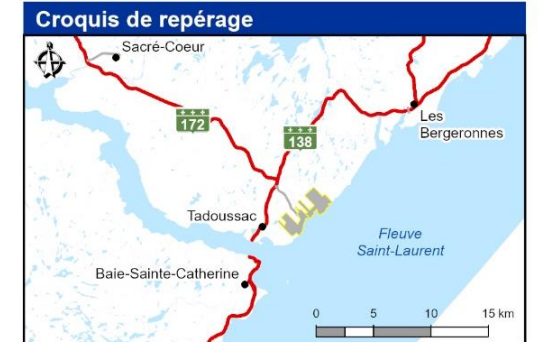 Croquis de repérage
Sacré-Coeur
172
138
Les
Bergeronnes
Tadoussac
Fleuve
Saint-Laurent
Baie-Sainte-Catherine
0 5 10 15 km